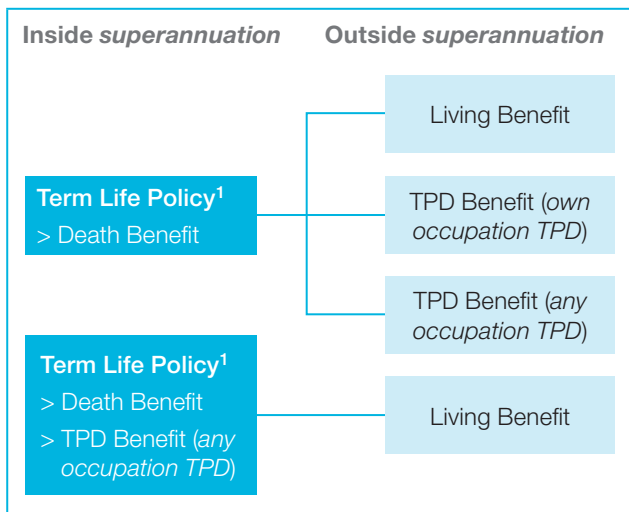 Inside superannuation
Outside superannuation
Living Benefit
Term Life Policy¹
> Death Benefit
TPD Benefit (own
occupation TPD)
TPD Benefit (any
occupation TPD)
Term Life Policy¹
> Death Benefit
> TPD Benefit (any
occupation TPD)
Living Benefit